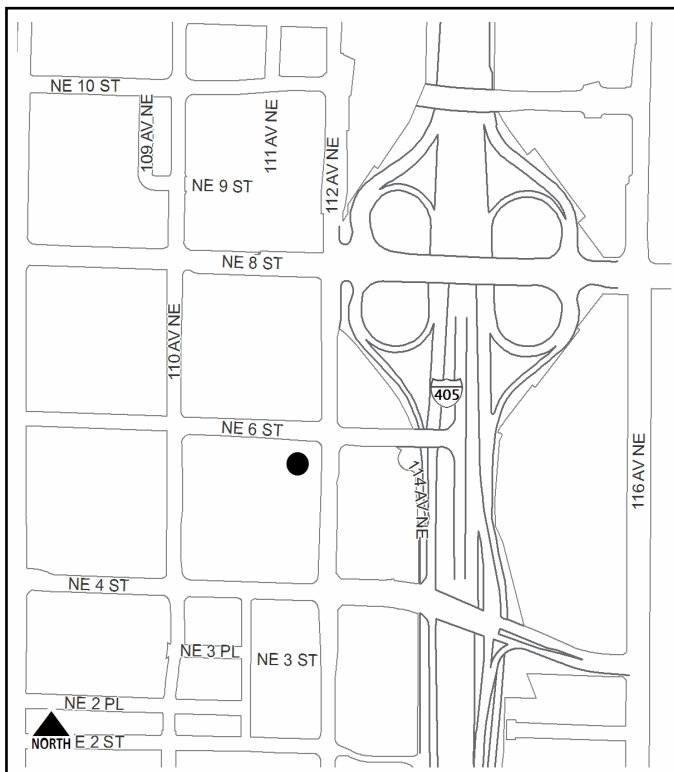 NE 10 ST
109 AV NE
111 AV NE
112 AV NE
NE 9 ST
NE 8 ST
110 AV NE
405
NE 6 ST
114 AV NE
116 AV NE
NE 4 ST
NE 3 PL
NE 3 ST
NE 2 PL
NORTH
E 2 ST